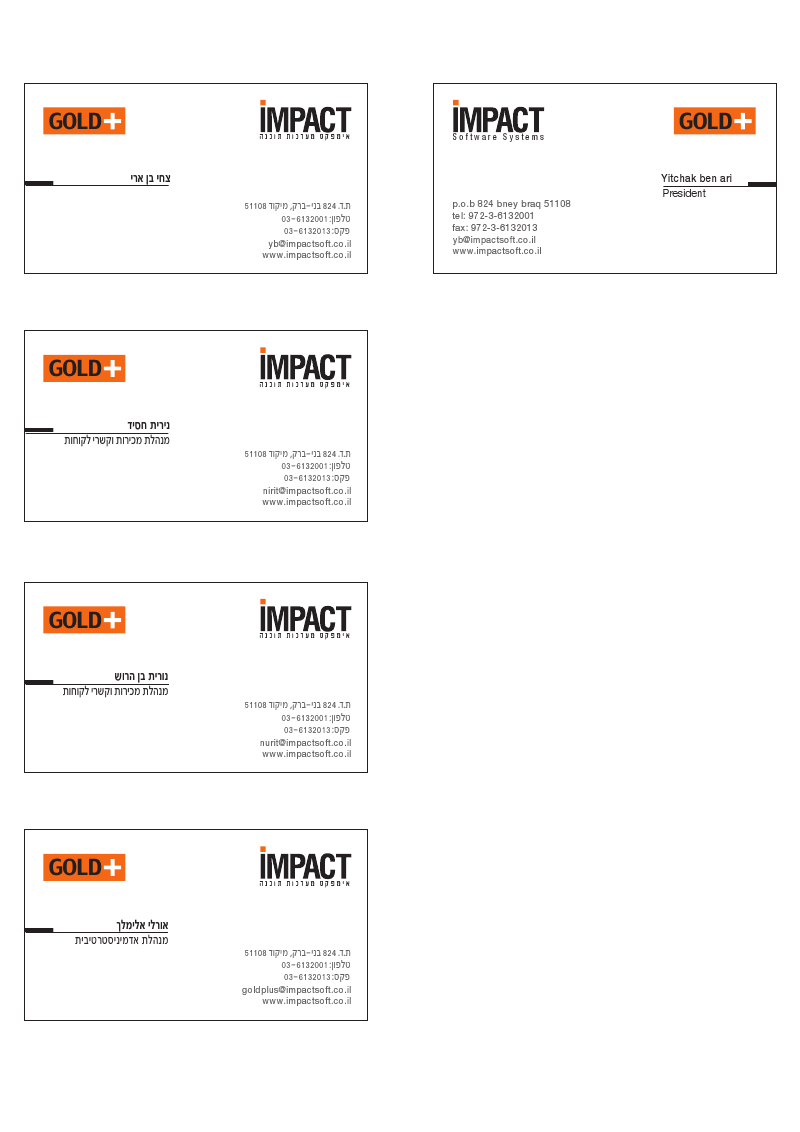 GOLD+
iMPACT
אימפקט מערכות תוכנה
צחי בן ארי
ת.ד. 824 בני-ברק, מיקוד 51108
טלפון: 03-6132001
פקס: 03-6132013
yb@impactsoft.co.il
www.impactsoft.co.il
iMPACT
Software Systems
GOLD+
Yitchak ben ari
President
p.o.b 824 bney braq 51108
tel: 972-3-6132001
fax: 972-3-6132013
yb@impactsoft.co.il
www.impactsoft.co.il
GOLD+
iMPACT
אימפקט מערכות תוכנה
נירית חסיד
מנהלת מכירות וקשרי לקוחות
ת.ד. 824 בני-ברק, מיקוד 51108
טלפון: 03-6132001
פקס: 03-6132013
nirit@impactsoft.co.il
www.impactsoft.co.il
GOLD+
iMPACT
אימפקט מערכות תוכנה
נורית בן הרוש
מנהלת מכירות וקשרי לקוחות
ת.ד. 824 בני-ברק, מיקוד 51108
טלפון: 03-6132001
פקס: 03-6132013
nurit@impactsoft.co.il
www.impactsoft.co.il
GOLD+
iMPACT
אימפקט מערכות תוכנה
אורלי אלימלך
מנהלת אדמיניסטרטיבית
ת.ד. 824 בני-ברק, מיקוד 51108
טלפון: 03-6132001
פקס: 03-6132013
goldplus@impactsoft.co.il
www.impactsoft.co.il